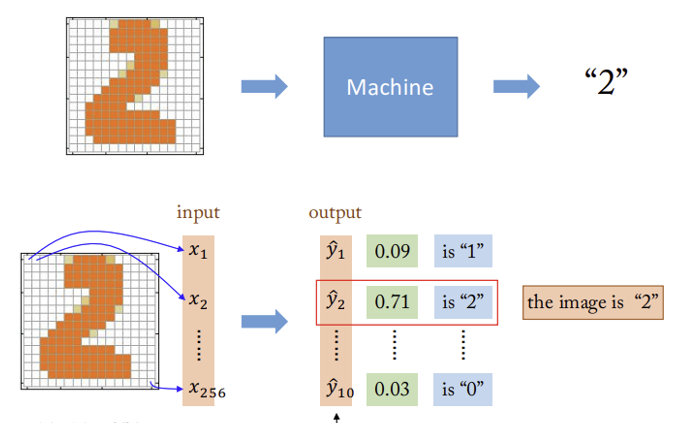 Machine
“2”
input
output
x₁
ŷ₁ 0.09 is “1”
x₂
ŷ₂ 0.71 is “2”
the image is “2”
x₂₅₆
ŷ₁₀ 0.03 is “0”